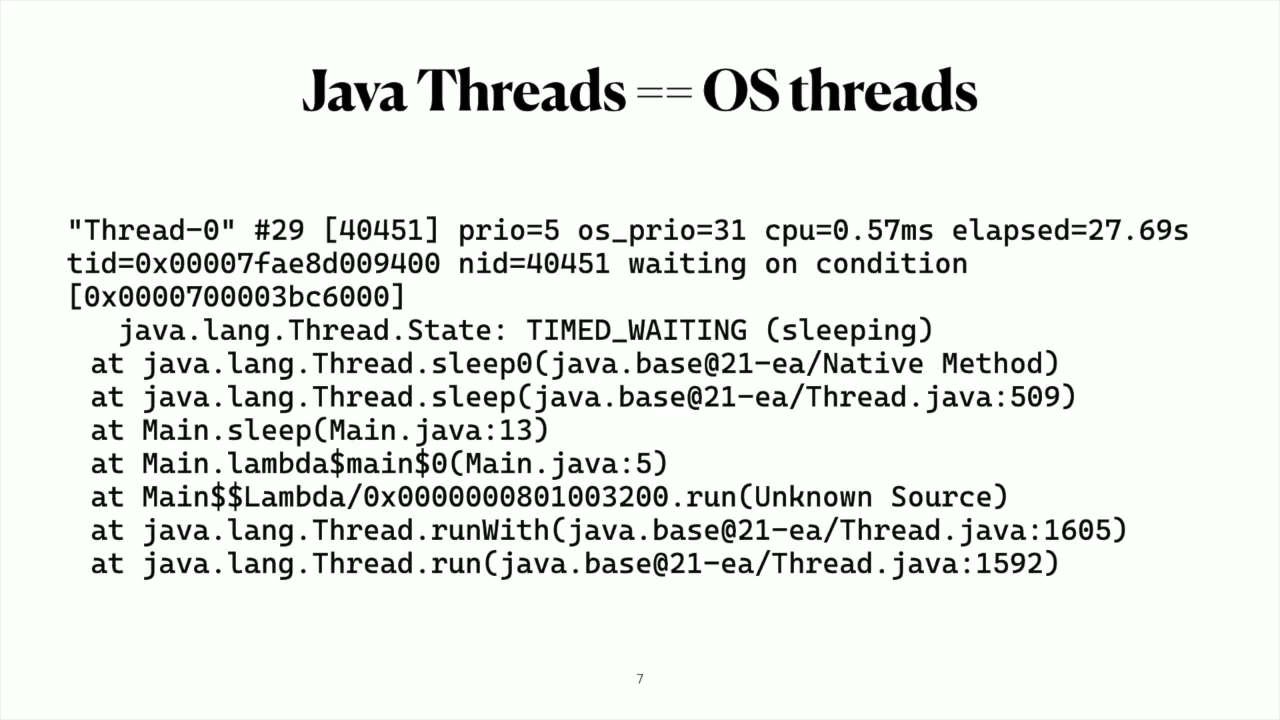 Java Threads == OS threads
"Thread-0" #29 [40451] prio=5 os_prio=31 cpu=0.57ms elapsed=27.69s
tid=0x00007fae8d009400 nid=40451 waiting on condition
[0x0000700003bc6000]
java.lang.Thread.State: TIMED_WAITING (sleeping)
at java.lang.Thread.sleep0(java.base@21-ea/Native Method)
at java.lang.Thread.sleep(java.base@21-ea/Thread.java:509)
at Main.sleep(Main.java:13)
at Main.lambda$main$0(Main.java:5)
at Main$$Lambda/0x0000000801003200.run(Unknown Source)
at java.lang.Thread.runWith(java.base@21-ea/Thread.java:1605)
at java.lang.Thread.run(java.base@21-ea/Thread.java:1592)
7